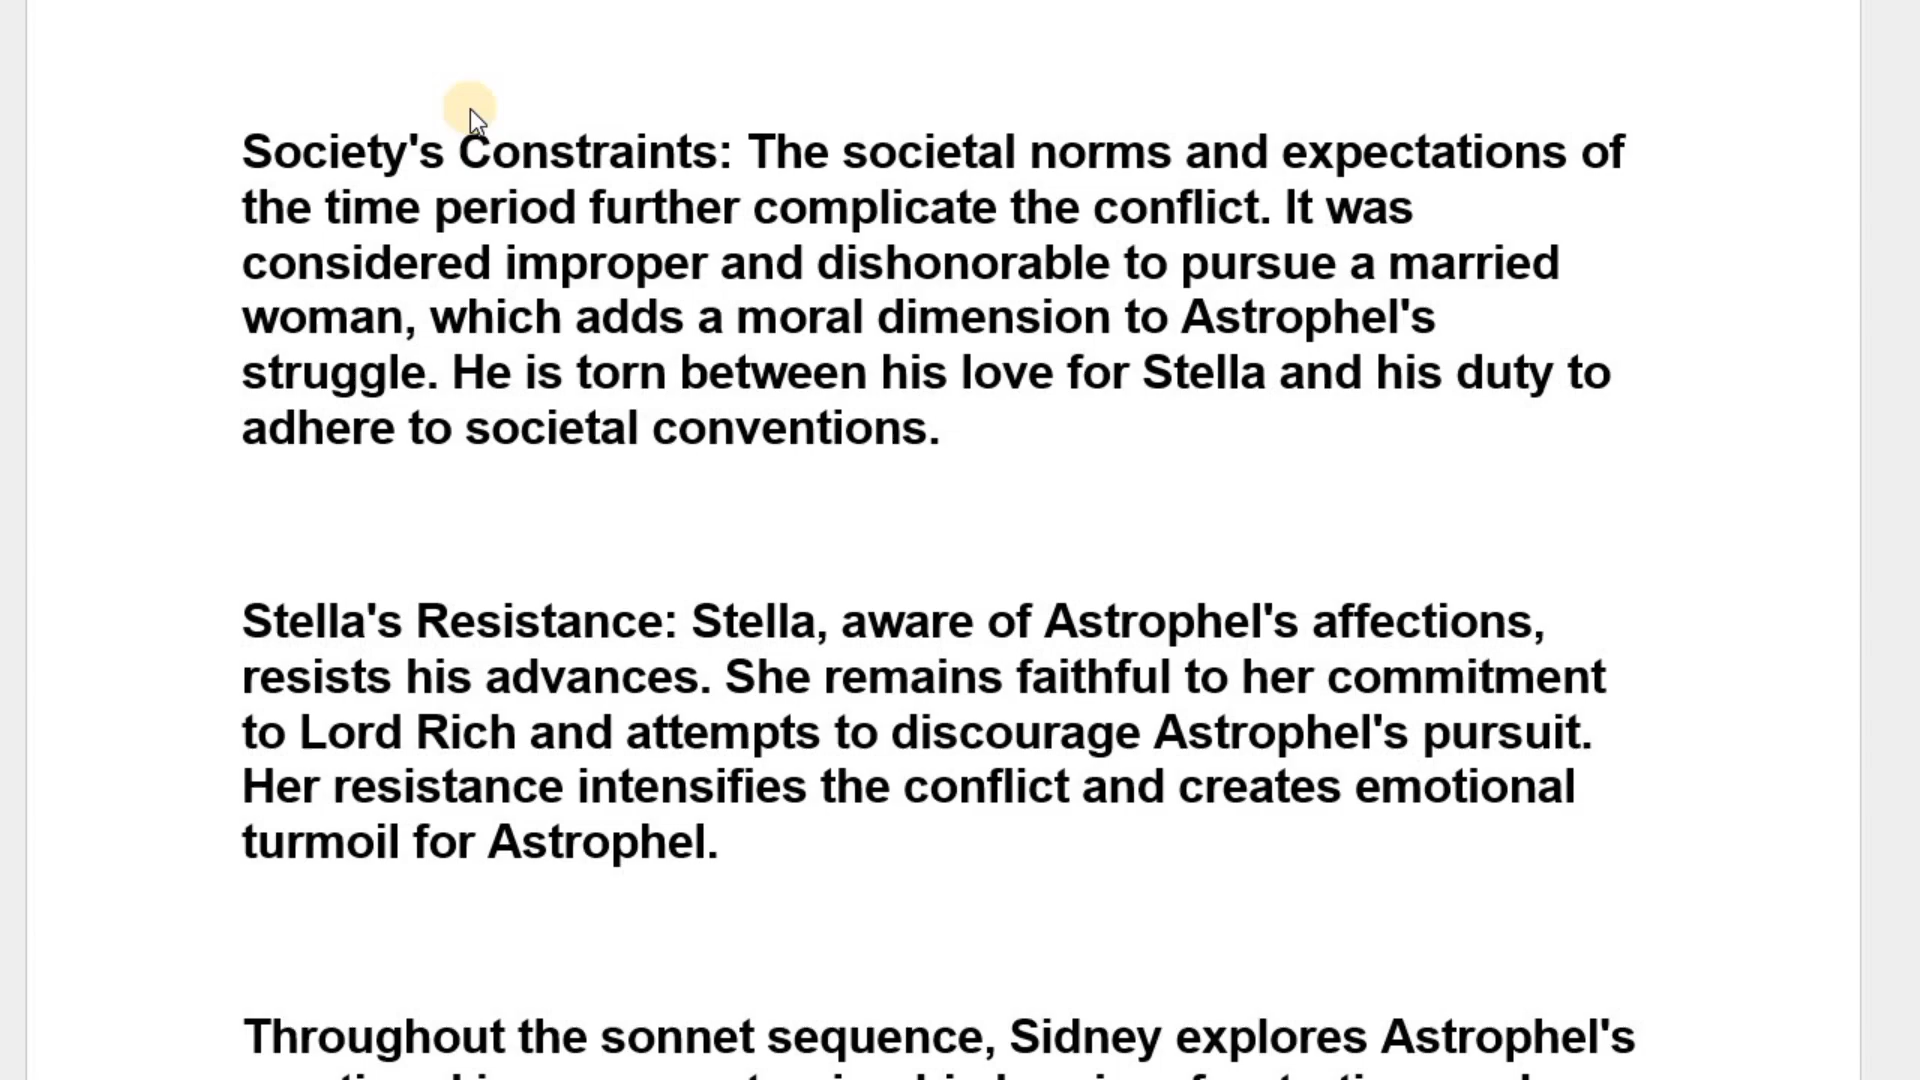 Society's Constraints: The societal norms and expectations of
the time period further complicate the conflict. It was
considered improper and dishonorable to pursue a married
woman, which adds a moral dimension to Astrophel's
struggle. He is torn between his love for Stella and his duty to
adhere to societal conventions.
Stella's Resistance: Stella, aware of Astrophel's affections,
resists his advances. She remains faithful to her commitment
to Lord Rich and attempts to discourage Astrophel's pursuit.
Her resistance intensifies the conflict and creates emotional
turmoil for Astrophel.
Throughout the sonnet sequence, Sidney explores Astrophel's